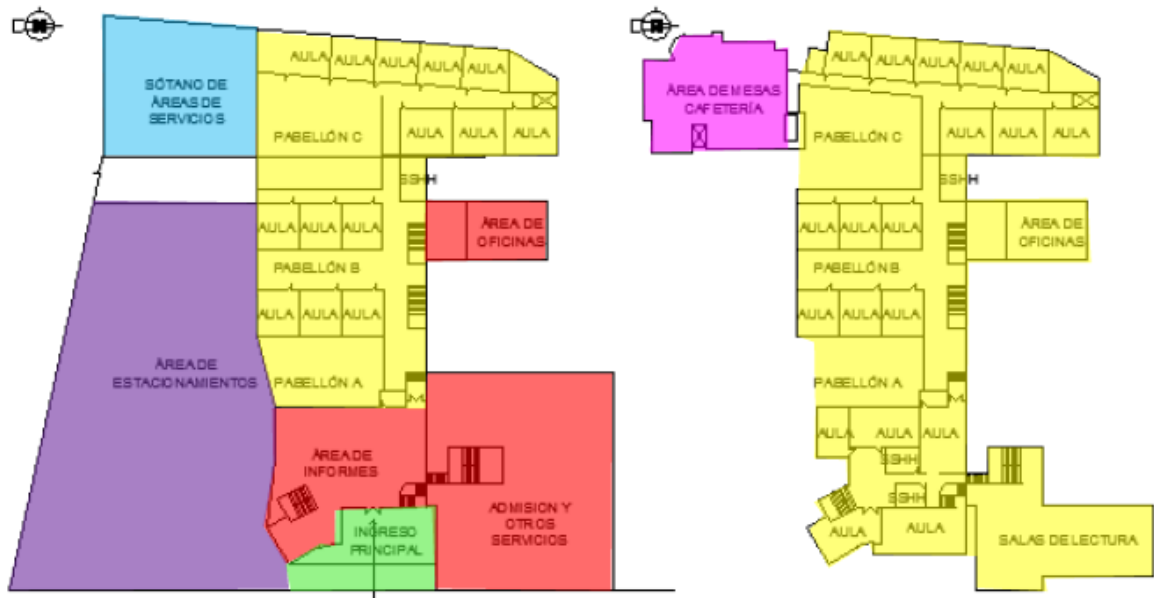 AULA AULA AULA AULA AULA
SÓTANO DE
ÁREAS DE
SERVICIOS
PABELLÓN C
AULA AULA AULA
SSHH
AULA AULA AULA
ÁREA DE
OFICINAS
PABELLÓN B
AULA AULA AULA
ÁREA DE
ESTACIONAMIENTOS
PABELLÓN A
ÁREA DE
INFORMES
ADMISION Y
OTROS
SERVICIOS
INGRESO
PRINCIPAL
AULA AULA AULA AULA AULA
ÁREA DE MESAS
CAFETERÍA
PABELLÓN C
AULA AULA AULA
SSHH
AULA AULA AULA
ÁREA DE
OFICINAS
PABELLÓN B
AULA AULA AULA
PABELLÓN A
AULA AULA AULA
SSHH
SSHH
AULA AULA
SALAS DE LECTURA